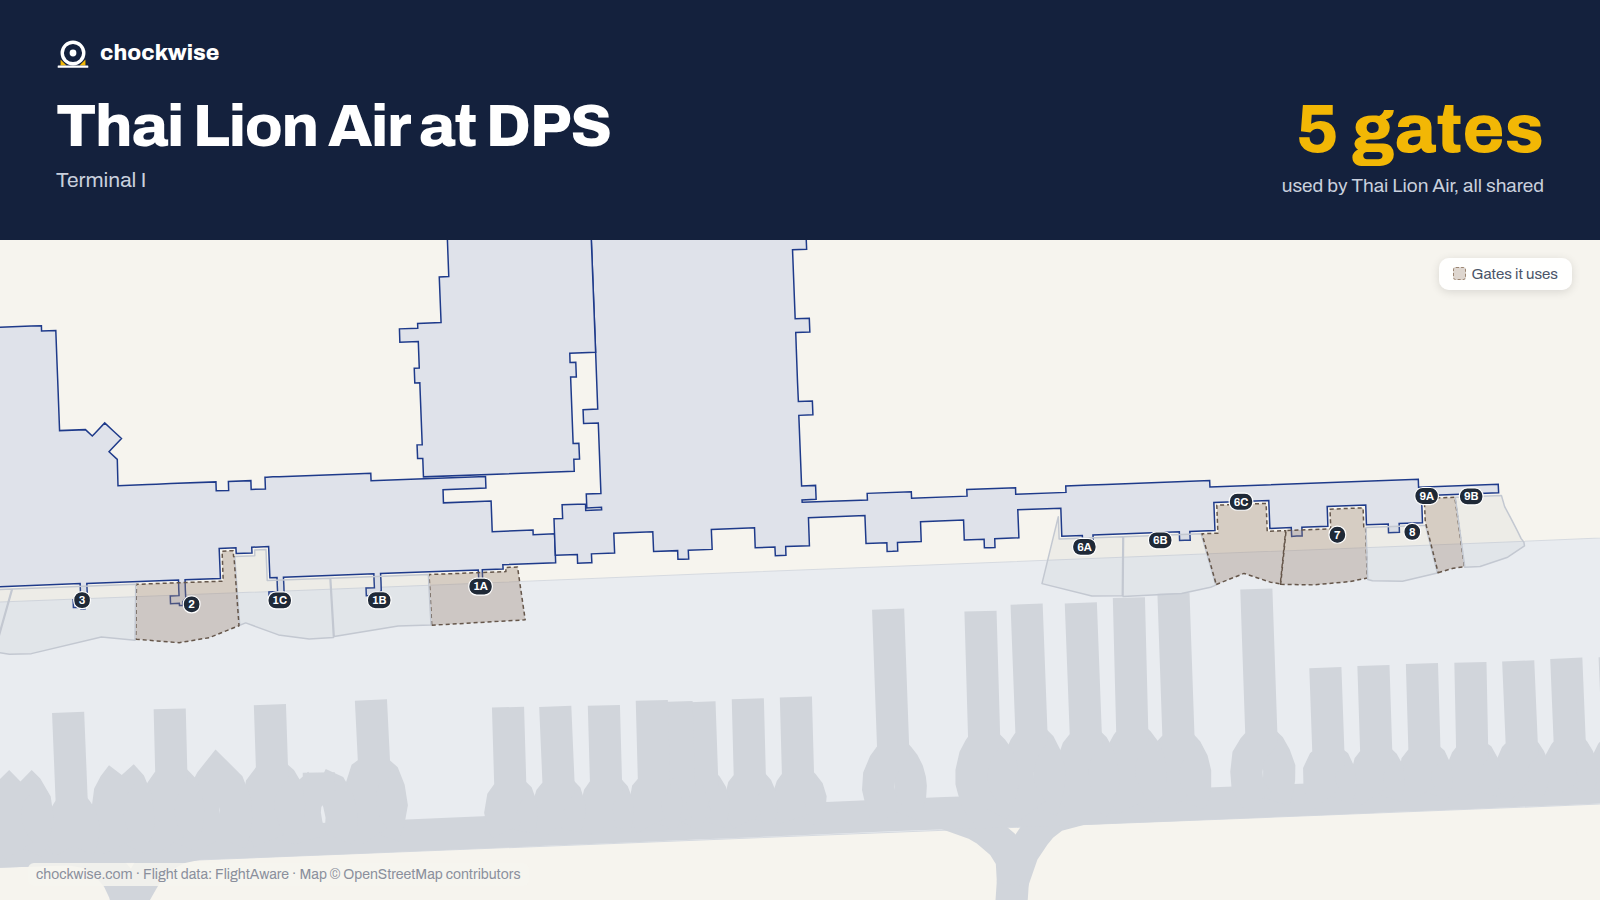 chockwise
Thai Lion Air at DPS
Terminal I
5 gates
used by Thai Lion Air, all shared
Gates it uses
6C
9A
9B
8
7
6B
6A
1A
3
2
1C
1B
chockwise.com · Flight data: FlightAware · Map © OpenStreetMap contributors